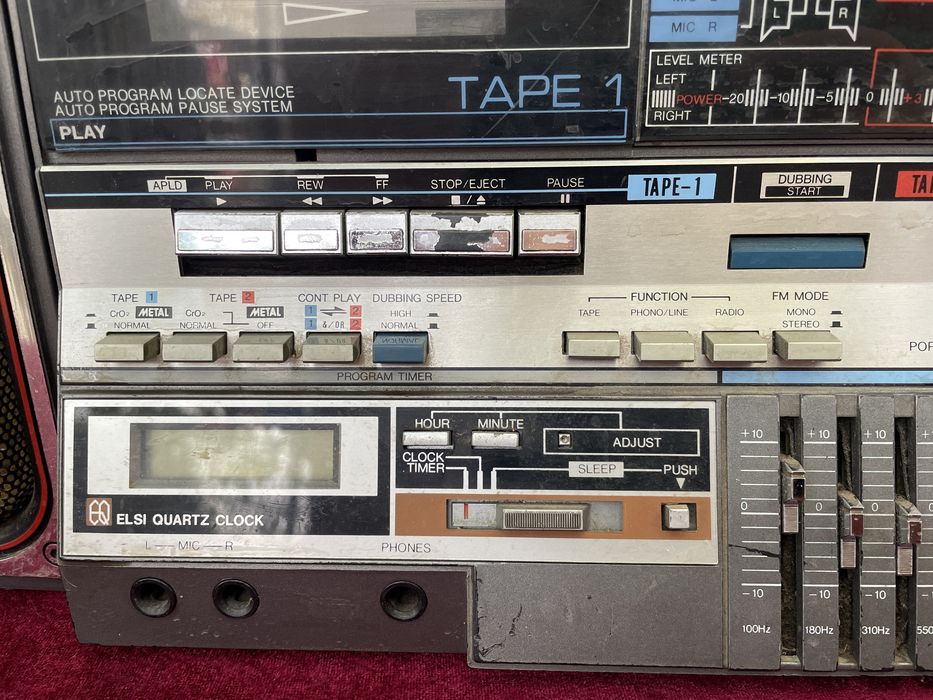 MIC R
L R
LEVEL METER
LEFT
POWER -20 -10 -5 0 +3
RIGHT
AUTO PROGRAM LOCATE DEVICE
AUTO PROGRAM PAUSE SYSTEM
TAPE 1
PLAY
APLD PLAY REW FF STOP/EJECT PAUSE
TAPE-1
DUBBING
START
TAPE 1 TAPE 2 CONT PLAY DUBBING SPEED
CrO₂ METAL CrO₂ METAL 1 2 HIGH
NORMAL NORMAL OFF 1 &/OR 2 NORMAL
FUNCTION
TAPE PHONO/LINE RADIO
FM MODE
MONO
STEREO
PROGRAM TIMER
HOUR MINUTE
ADJUST
CLOCK
TIMER
SLEEP
PUSH
ELSI QUARTZ CLOCK
L MIC R
PHONES
+10 +10 +10
0 0 0
-10 -10 -10
100Hz 180Hz 310Hz